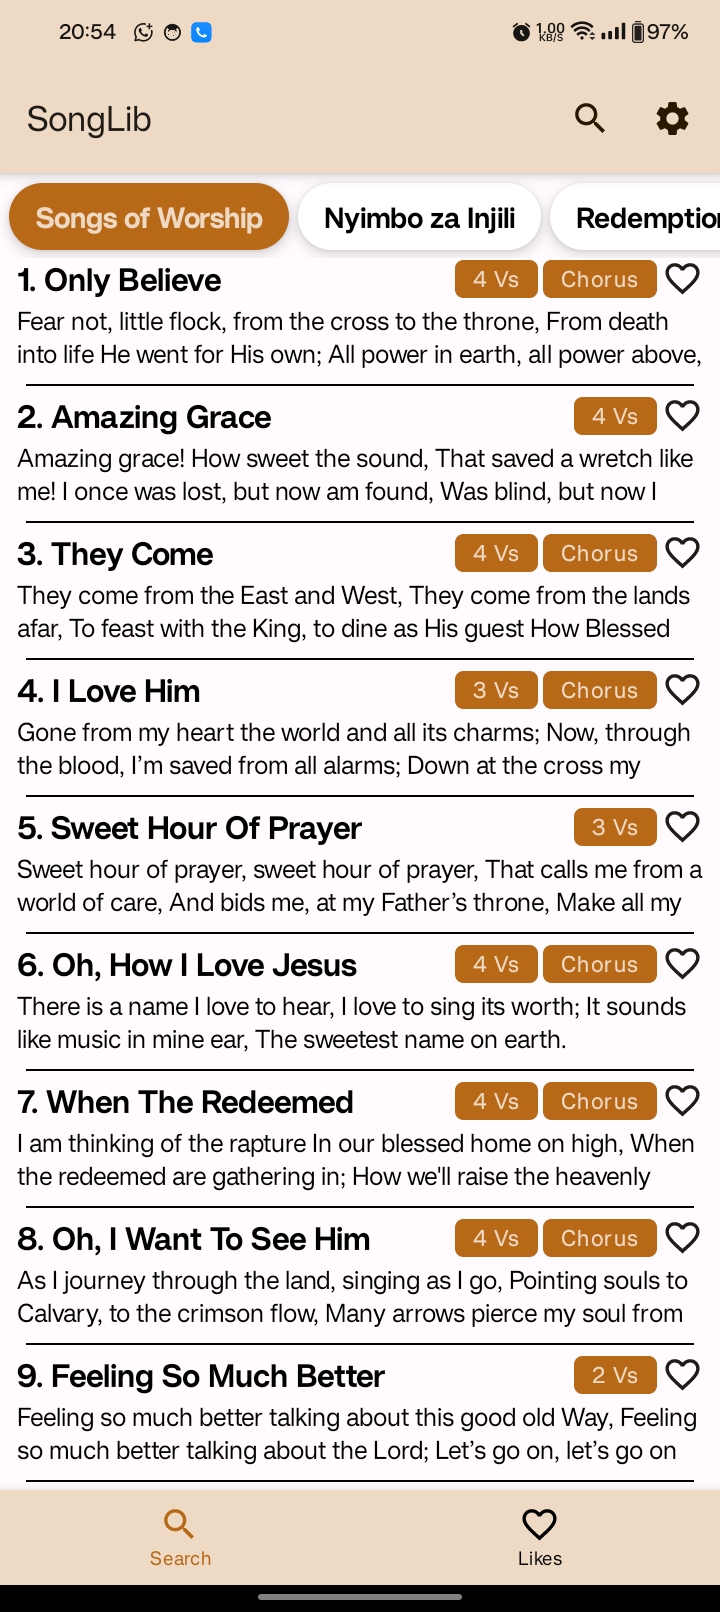 20:54
1.00 KB/S
97%
SongLib
Songs of Worship
Nyimbo za Injili
Redemption
1. Only Believe
4 Vs
Chorus
Fear not, little flock, from the cross to the throne, From death
into life He went for His own; All power in earth, all power above,
2. Amazing Grace
4 Vs
Amazing grace! How sweet the sound, That saved a wretch like
me! I once was lost, but now am found, Was blind, but now I
3. They Come
4 Vs
Chorus
They come from the East and West, They come from the lands
afar, To feast with the King, to dine as His guest How Blessed
4. I Love Him
3 Vs
Chorus
Gone from my heart the world and all its charms; Now, through
the blood, I’m saved from all alarms; Down at the cross my
5. Sweet Hour Of Prayer
3 Vs
Sweet hour of prayer, sweet hour of prayer, That calls me from a
world of care, And bids me, at my Father’s throne, Make all my
6. Oh, How I Love Jesus
4 Vs
Chorus
There is a name I love to hear, I love to sing its worth; It sounds
like music in mine ear, The sweetest name on earth.
7. When The Redeemed
4 Vs
Chorus
I am thinking of the rapture In our blessed home on high, When
the redeemed are gathering in; How we'll raise the heavenly
8. Oh, I Want To See Him
4 Vs
Chorus
As I journey through the land, singing as I go, Pointing souls to
Calvary, to the crimson flow, Many arrows pierce my soul from
9. Feeling So Much Better
2 Vs
Feeling so much better talking about this good old Way, Feeling
so much better talking about the Lord; Let’s go on, let’s go on
Search
Likes